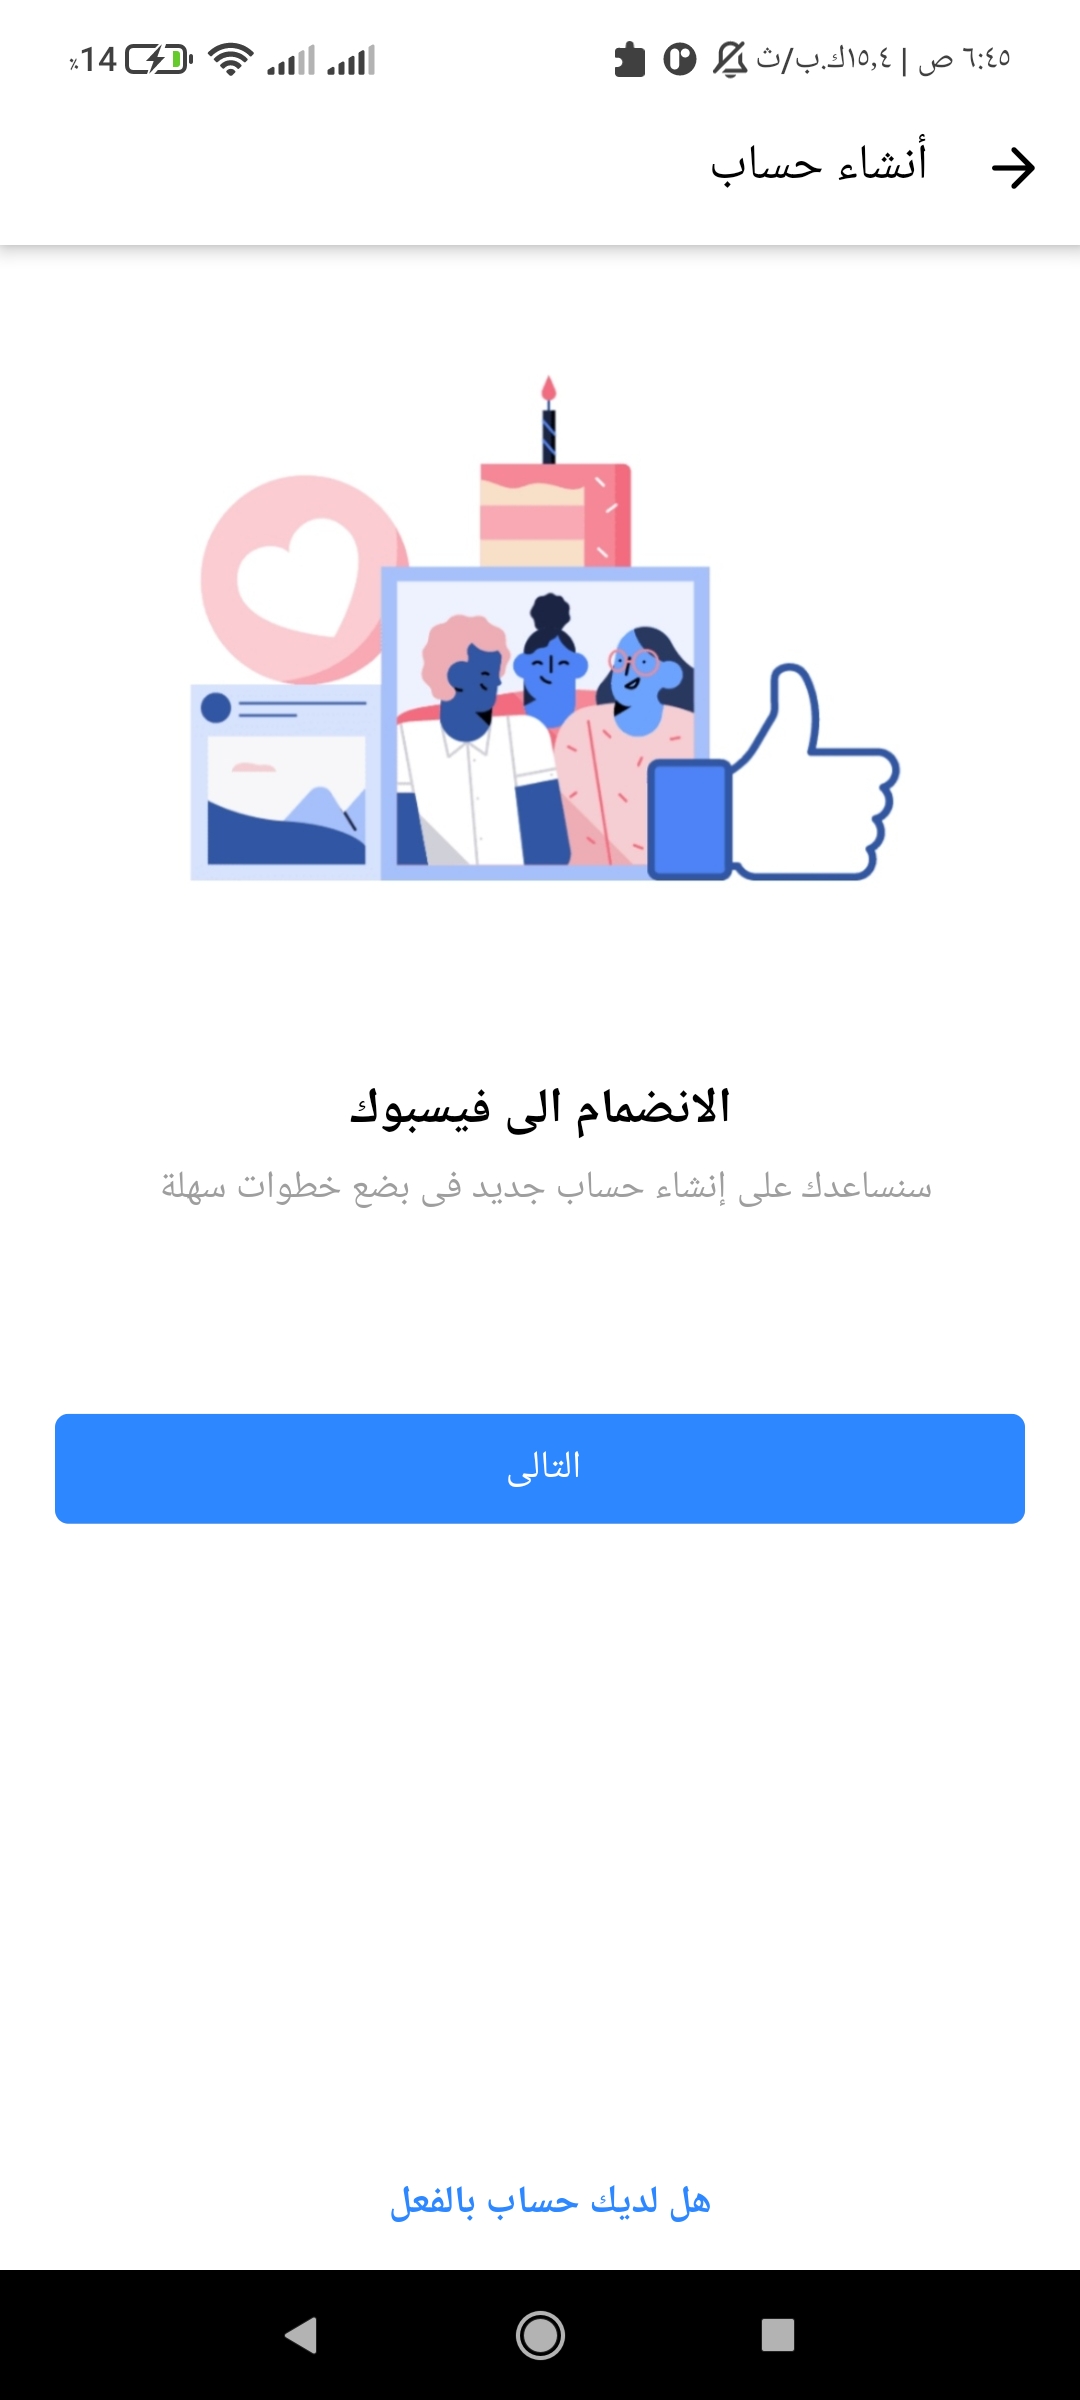 ٦:٤٥ ص | ١٥,٤ك.ب/ث
٪14
أنشاء حساب
الانضمام الى فيسبوك
سنساعدك على إنشاء حساب جديد فى بضع خطوات سهلة
التالى
هل لديك حساب بالفعل